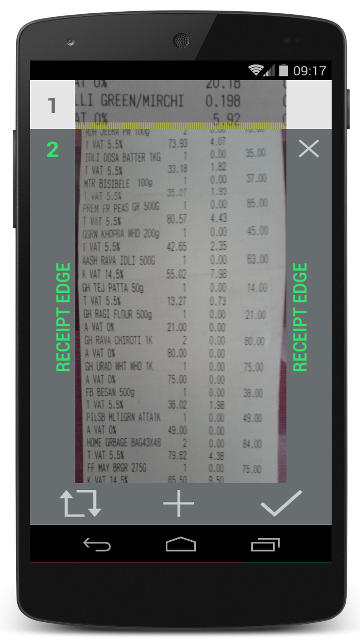 09:17
1
AT 0% 20.18
LLI GREEN/MIRCHI 0.198
AT 0% 5.92
2
T VAT 5.5% 73.93 4.07
IDLI DOSA BATTER 1KG 1 0.00 35.00
T VAT 5.5% 33.18 1.82
MTR BISIBELE 100g 1 0.00 37.00
T VAT 5.5% 35.07 1.93
PREM FR PEAS GR 500G 1 0.00 85.00
T VAT 5.5% 80.57 4.43
GGRN KHOPRA WHO 200g 1 0.00 45.00
T VAT 5.5% 42.65 2.35
AASH RAVA IDLI 500G 1 0.00 63.00
K VAT 14.5% 55.02 7.98
GH TEJ PATTA 50g 1 0.00 14.00
T VAT 5.5% 13.27 0.73
GH RAGI FLOUR 500g 1 0.00 21.00
A VAT 0% 21.00 0.00
GH RAVA CHIROTI 1K 2 0.00 80.00
A VAT 0% 80.00 0.00
GH URAD WHT WHO 1K 1 0.00 75.00
A VAT 0% 75.00 0.00
FB BESAN 500g 1 0.00 38.00
T VAT 5.5% 36.02 1.98
PILSB MLTIGRN ATTA1K 1 0.00 49.00
A VAT 0% 49.00 0.00
HOME GRBAGE BAG43X48 2 0.00 84.00
T VAT 5.5% 79.62 4.38
FF MAY BRGR 275G 1 0.00 75.00
K VAT 14.5% 65.50 9.50
RECEIPT EDGE
RECEIPT EDGE